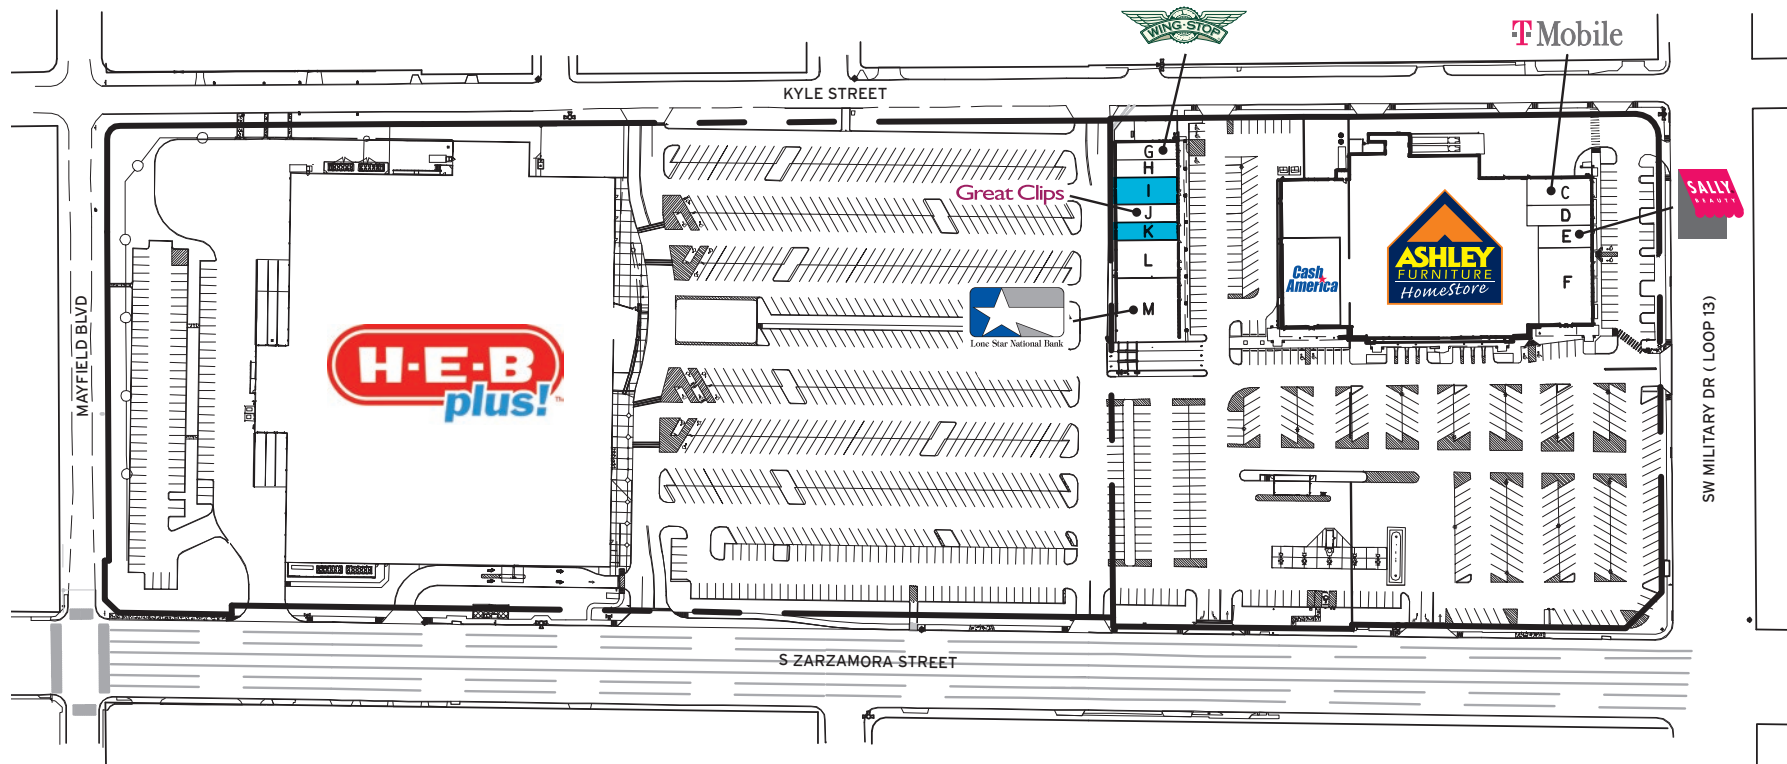 WING·STOP
T Mobile
KYLE STREET
G
H
Great Clips
I
J
K
L
M
Lone Star National Bank
C
D
E
F
SALLY
BEAUTY
ASHLEY
FURNITURE
HomeStore
Cash
America
H-E-B
plus!
MAYFIELD BLVD
SW MILITARY DR ( LOOP 13)
S ZARZAMORA STREET